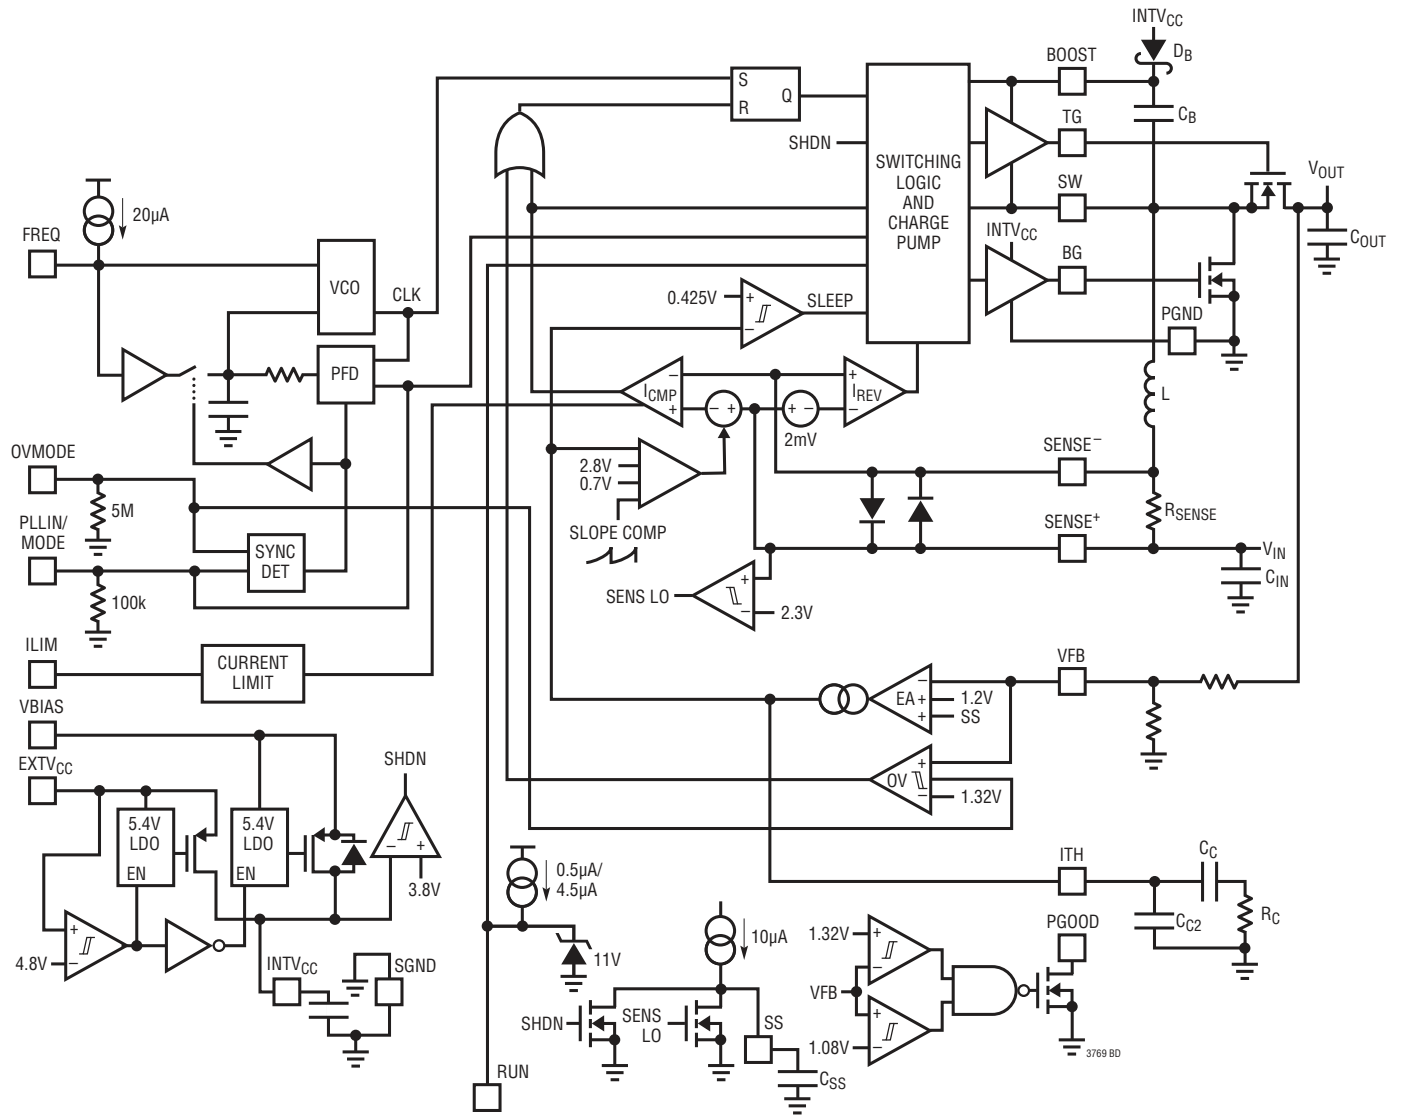 INTVCC
BOOST
DB
S
R
Q
CB
TG
SHDN
SWITCHING
LOGIC
AND
CHARGE
PUMP
VOUT
SW
20µA
FREQ
INTVCC
COUT
BG
VCO
CLK
0.425V
+
−
SLEEP
PGND
PFD
ICMP
−
+
− +
+ −
2mV
+
IREV
−
L
OVMODE
SENSE−
2.8V
0.7V
5M
PLLIN/
MODE
SLOPE COMP
SENSE+
RSENSE
SYNC
DET
VIN
CIN
100k
SENS LO
+
−
2.3V
ILIM
CURRENT
LIMIT
VFB
−
EA +
+
1.2V
SS
VBIAS
SHDN
EXTVCC
OV
+
−
1.32V
5.4V
LDO
EN
5.4V
LDO
EN
− +
3.8V
0.5µA/
4.5µA
ITH
CC
CC2
RC
+
−
4.8V
10µA
1.32V
+
−
PGOOD
INTVCC
SGND
11V
VFB
SHDN
SENS
LO
SS
+
−
1.08V
3769 BD
RUN
CSS